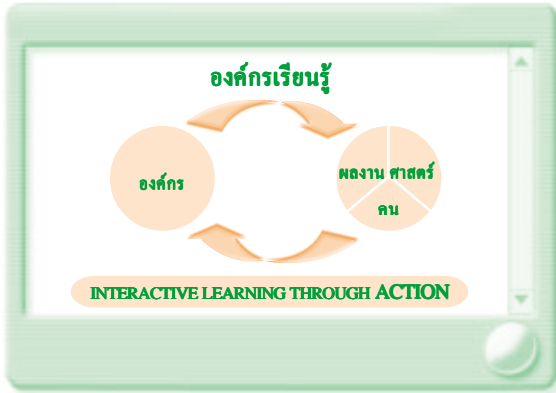 องค์กรเรียนรู้
องค์กร
ผลงาน ศาสตร์
คน
INTERACTIVE LEARNING THROUGH ACTION